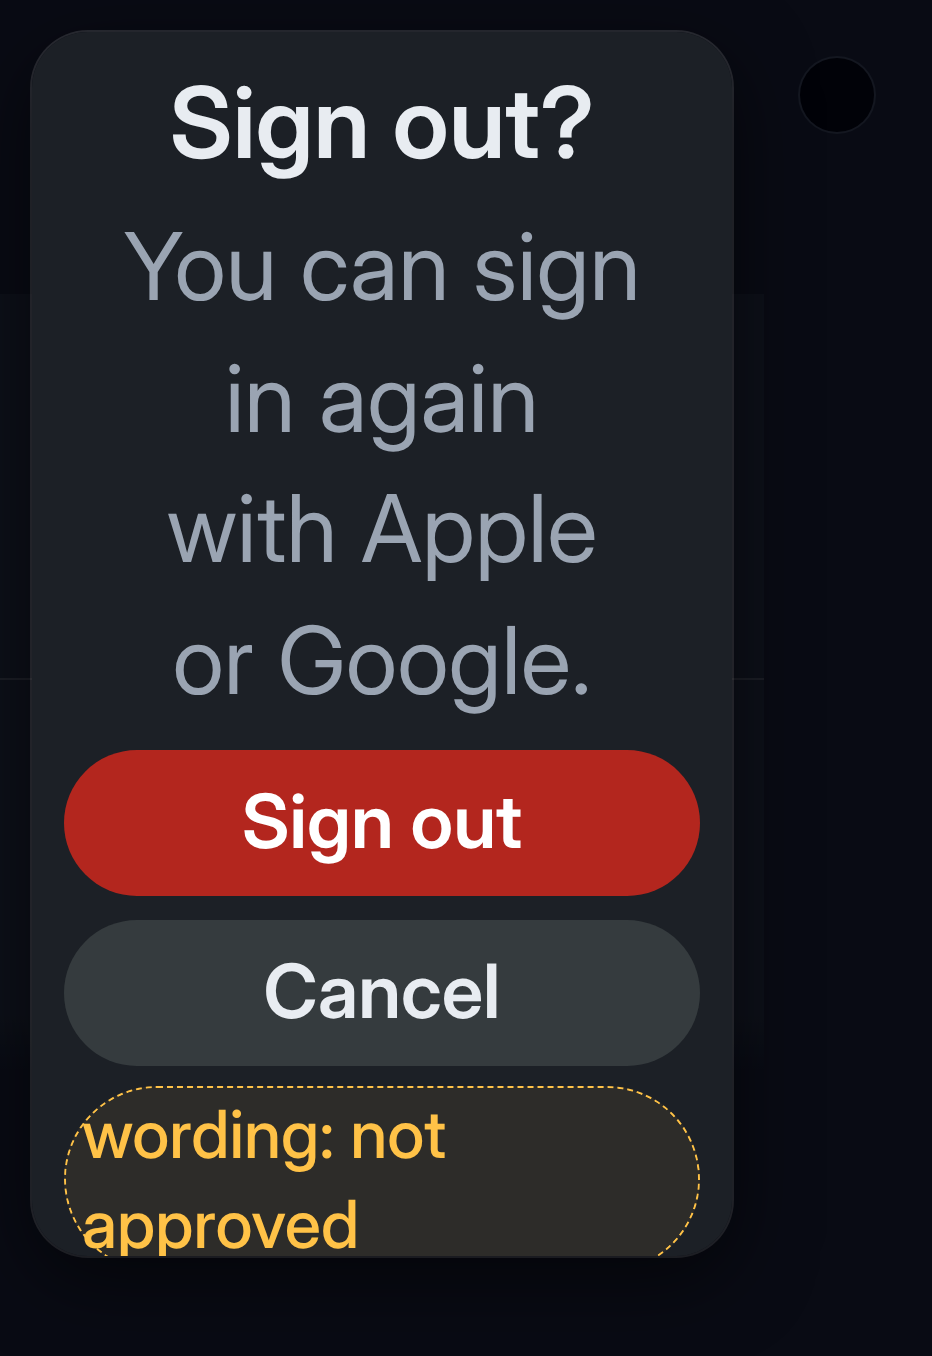 Sign out?
You can sign
in again
with Apple
or Google.
Sign out
Cancel
wording: not
approved